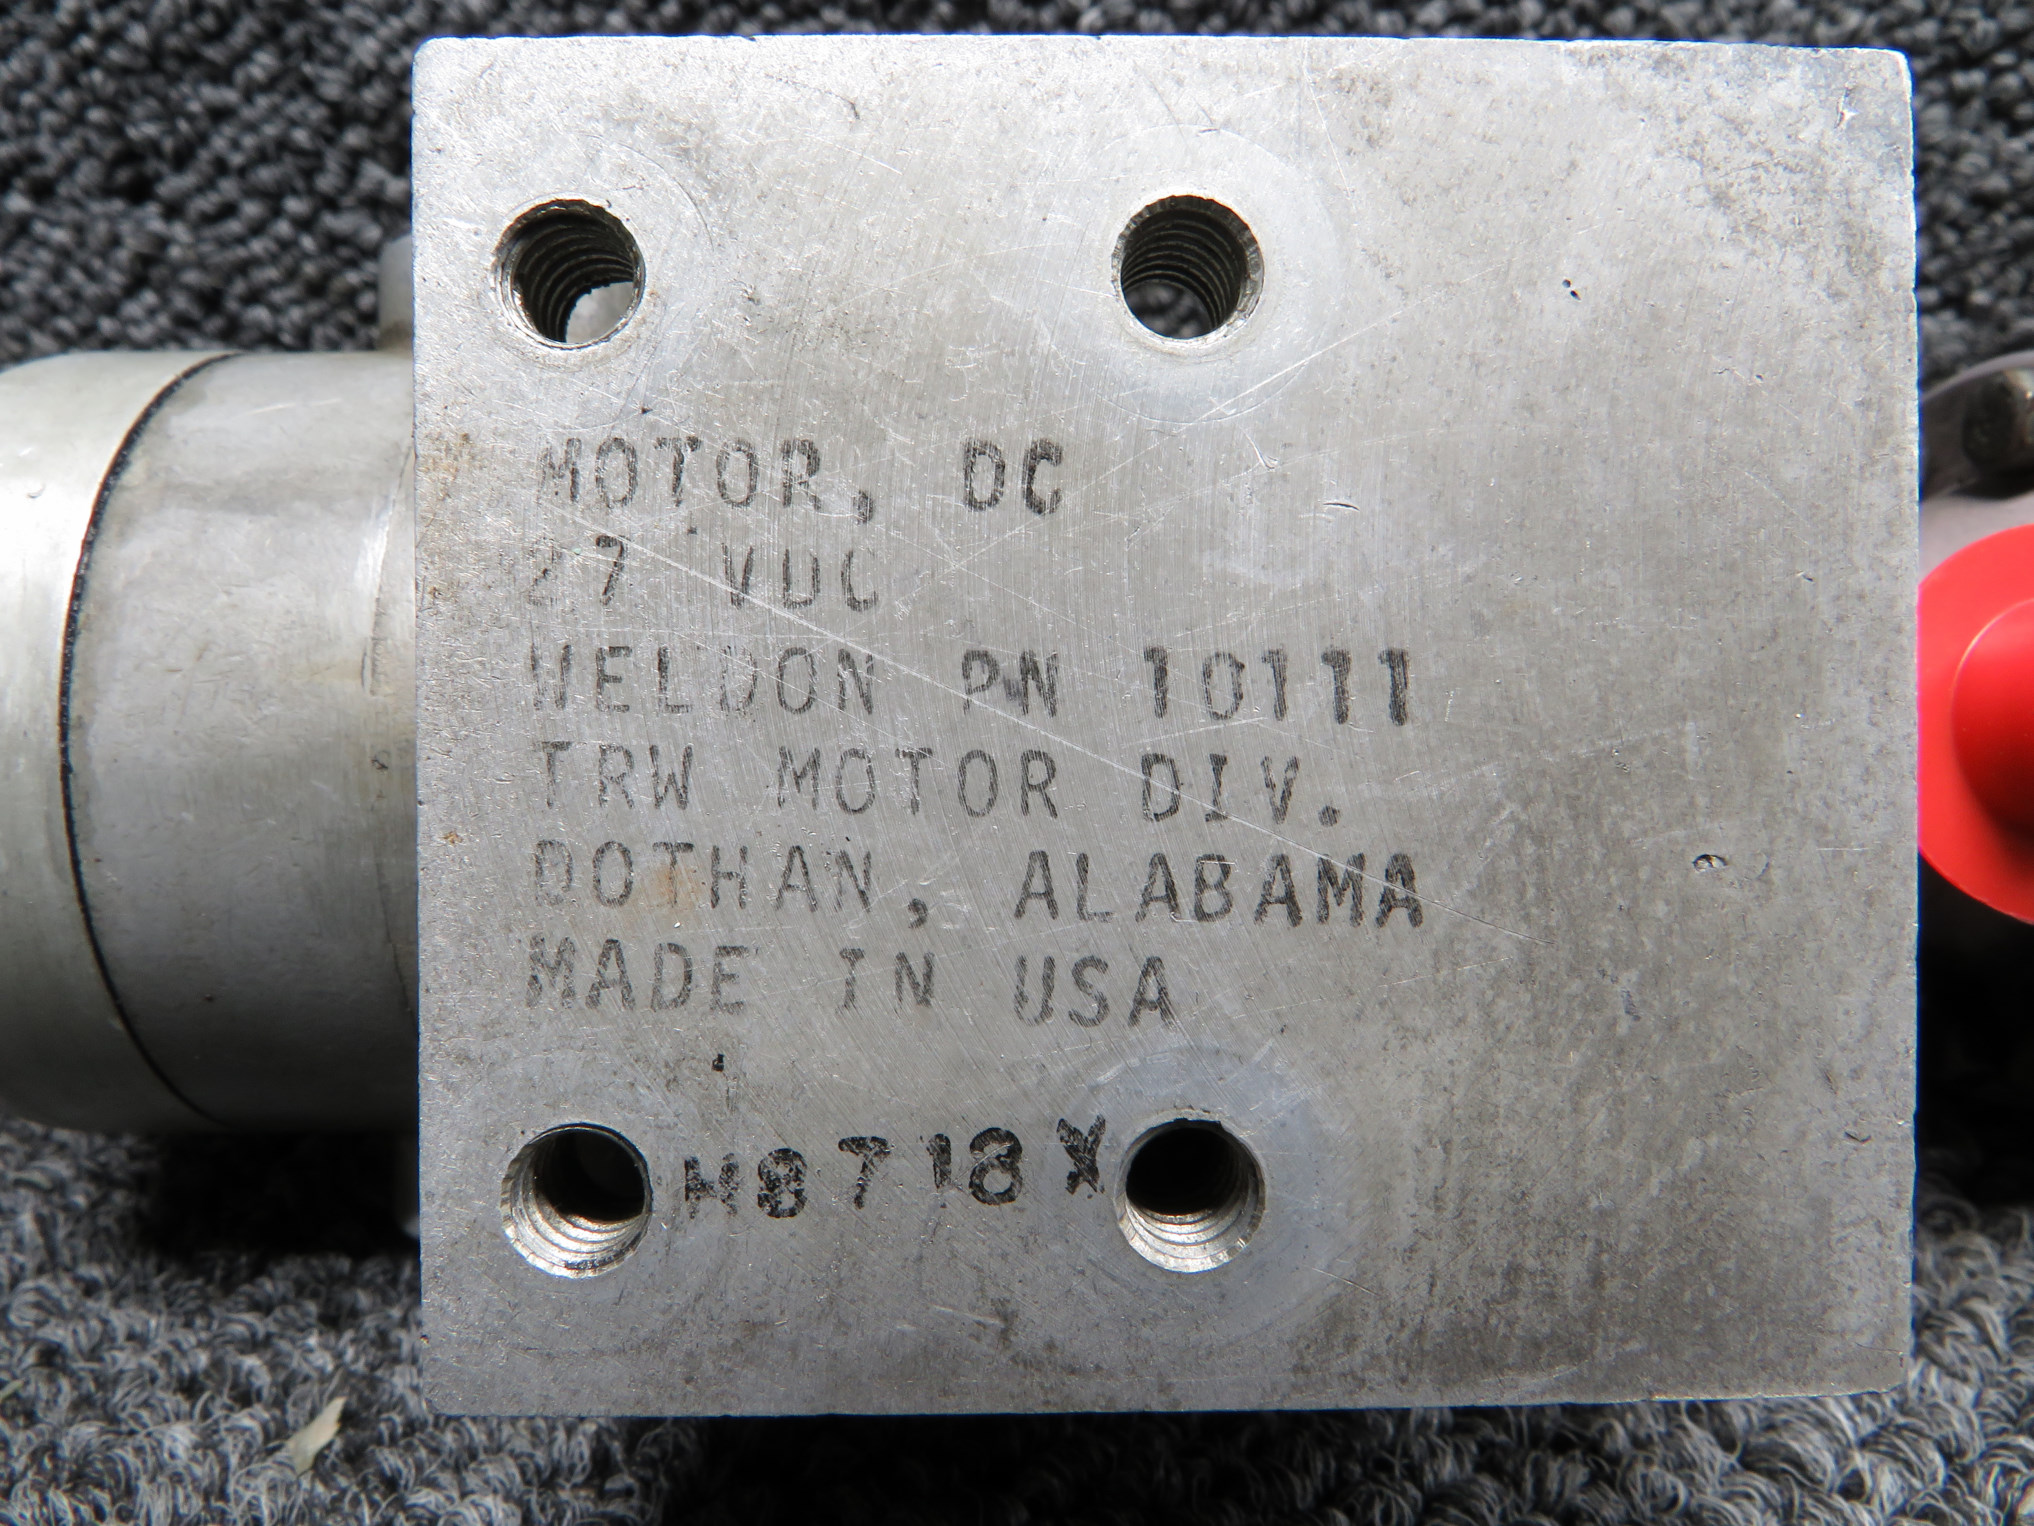 MOTOR, DC
27 VDC
WELDON PN 10111
TRW MOTOR DIV.
DOTHAN, ALABAMA
MADE IN USA
M8718X